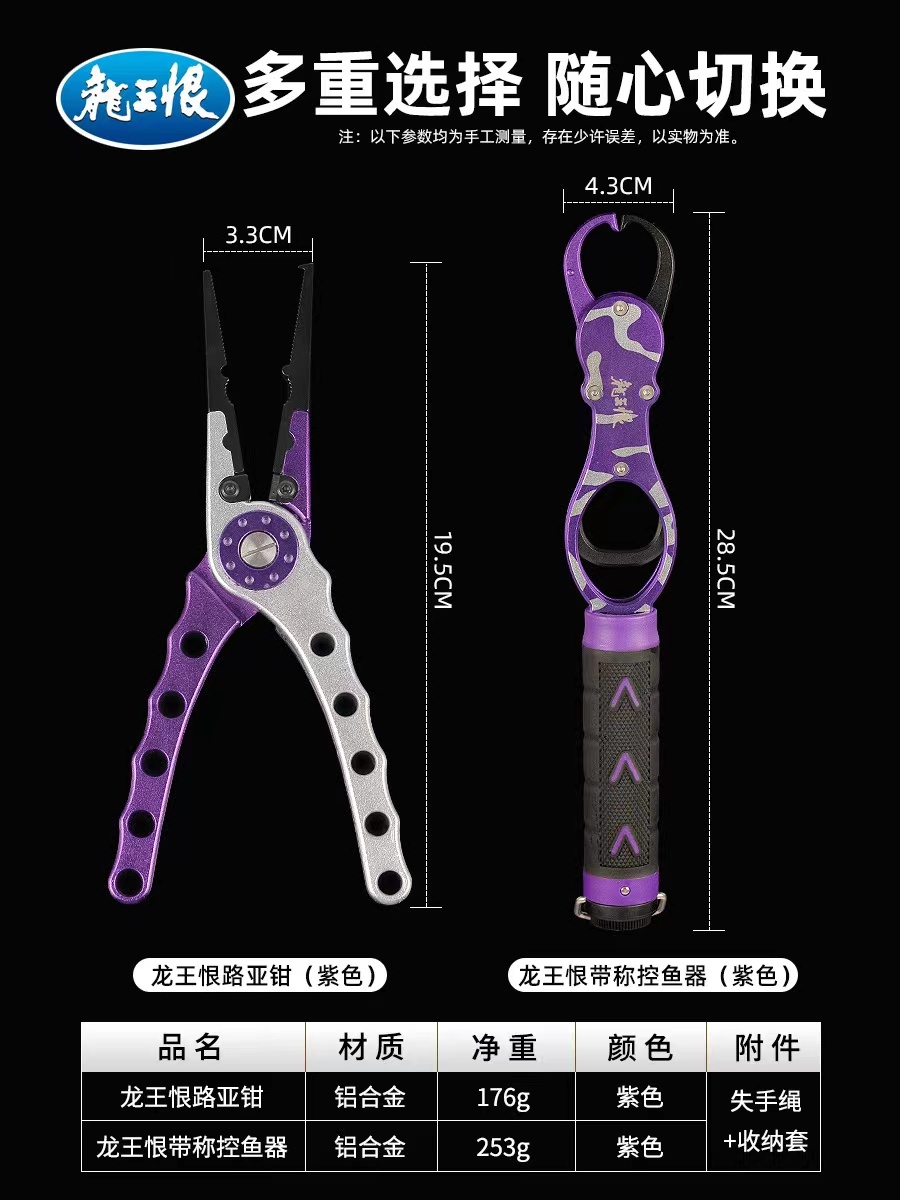 龍王恨
多重选择 随心切换
注：以下参数均为手工测量，存在少许误差，以实物为准。
4.3CM
3.3CM
龍王恨
19.5CM
28.5CM
龙王恨路亚钳（紫色）
龙王恨带称控鱼器（紫色）
品名 材质 净重 颜色 附件
龙王恨路亚钳 铝合金 176g 紫色 失手绳
龙王恨带称控鱼器 铝合金 253g 紫色 +收纳套